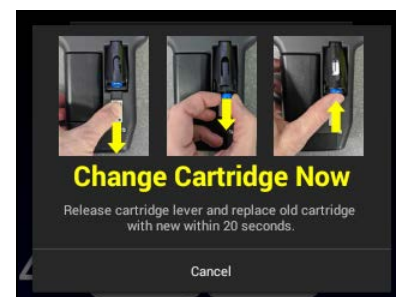 Change Cartridge Now
Release cartridge lever and replace old cartridge
with new within 20 seconds.
Cancel